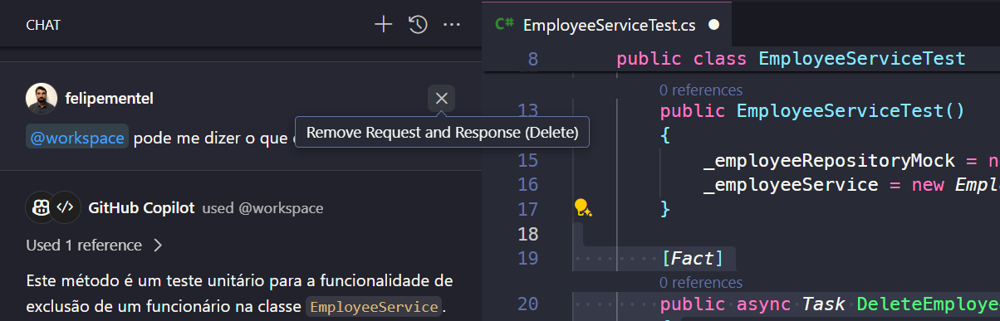 CHAT
felipementel
Remove Request and Response (Delete)
@workspace pode me dizer o que
GitHub Copilot used @workspace
Used 1 reference
Este método é um teste unitário para a funcionalidade de
exclusão de um funcionário na classe EmployeeService.
C# EmployeeServiceTest.cs
8 public class EmployeeServiceTest
0 references
13 public EmployeeServiceTest()
{
15 _employeeRepositoryMock = n
16 _employeeService = new Emplo
17 }
18
19 [Fact]
0 references
20 public async Task DeleteEmploye